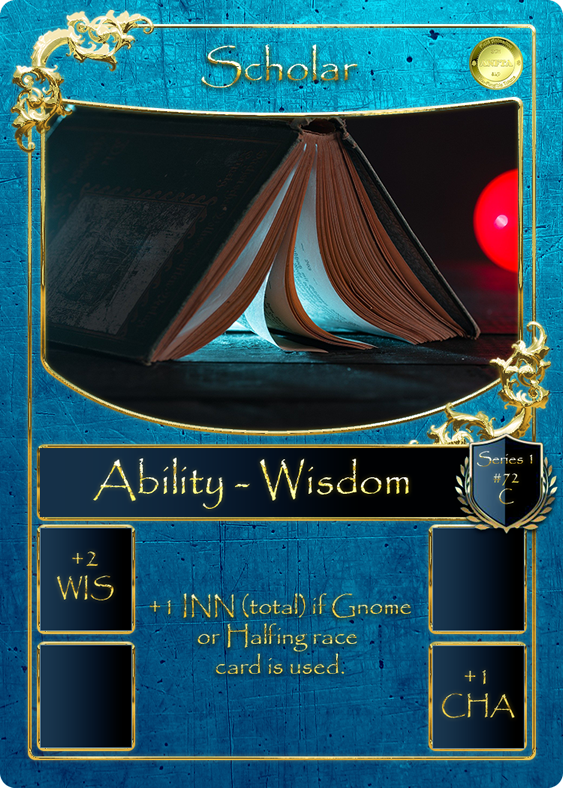 Scholar
Ability - Wisdom
Series 1
#72
C
+2
WIS
+1 INN (total) if Gnome
or Halfing race
card is used.
+1
CHA